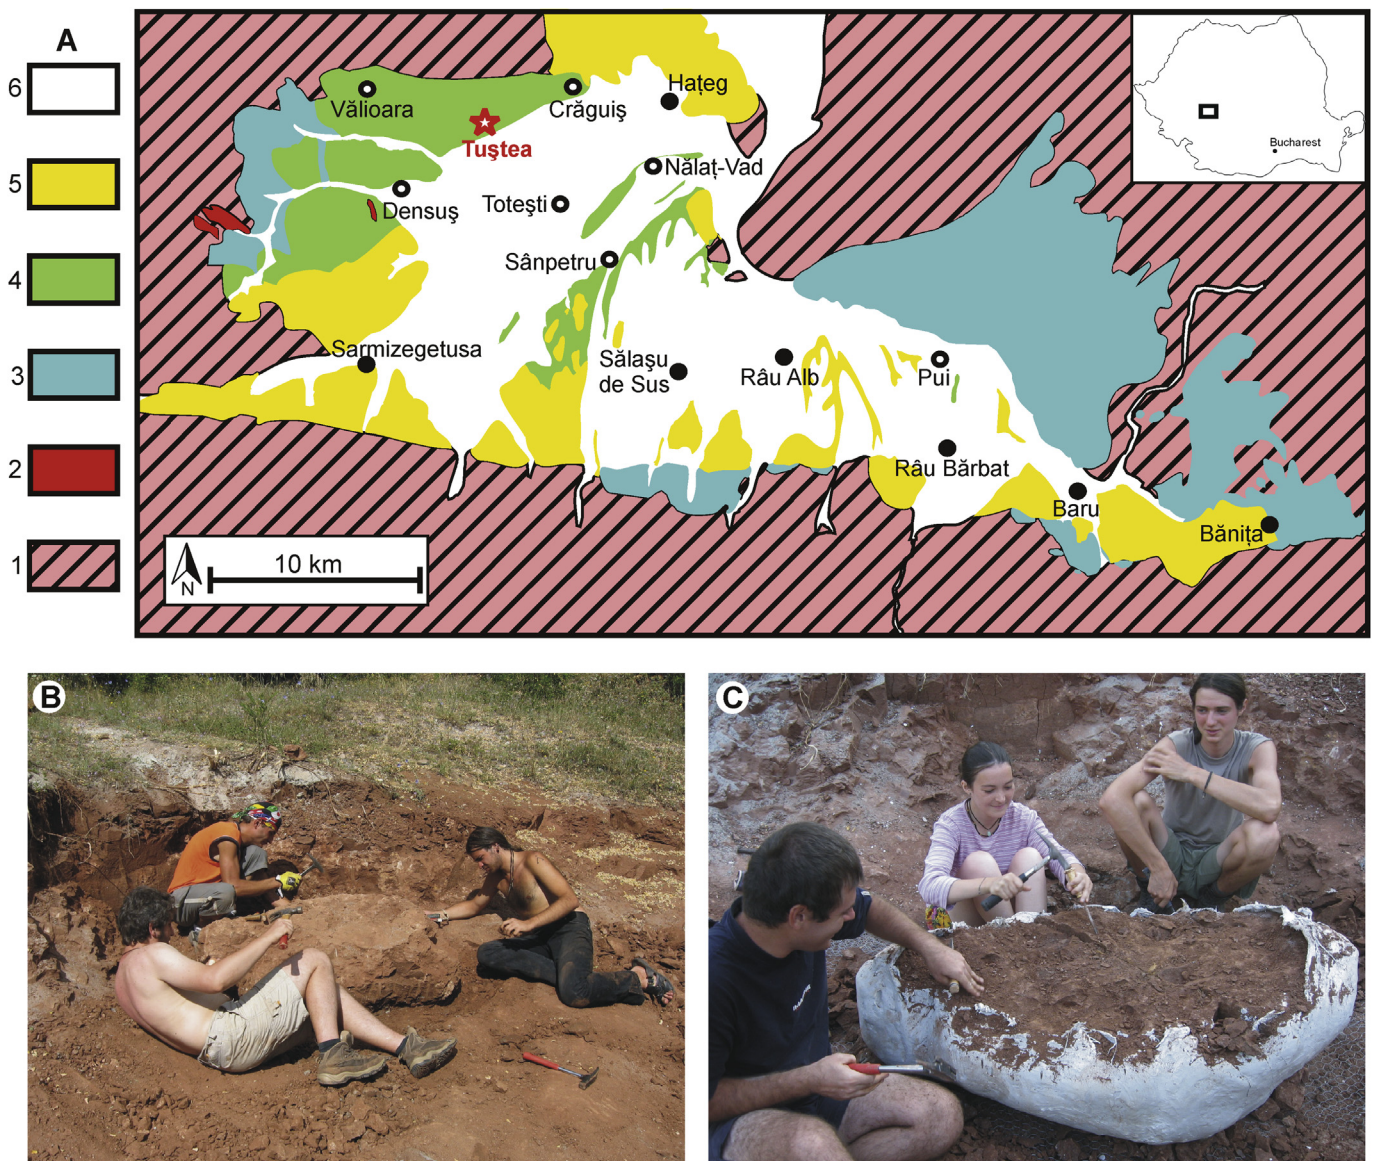 A
6
5
4
3
2
1
Vălioara
Crăguiş
Haţeg
Tuştea
Nălaţ-Vad
Densuş
Toteşti
Sânpetru
Sarmizegetusa
Sălaşu
de Sus
Râu Alb
Pui
Râu Bărbat
Baru
Băniţa
Bucharest
N
10 km
B
C